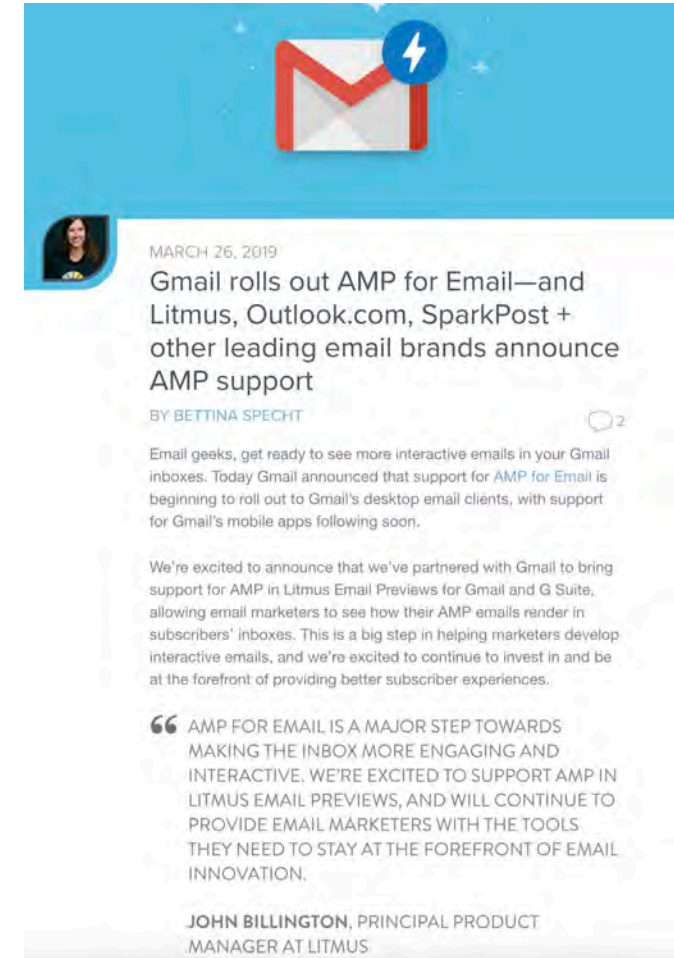 MARCH 26, 2019
Gmail rolls out AMP for Email—and
Litmus, Outlook.com, SparkPost +
other leading email brands announce
AMP support
BY BETTINA SPECHT
2
Email geeks, get ready to see more interactive emails in your Gmail
inboxes. Today Gmail announced that support for AMP for Email is
beginning to roll out to Gmail's desktop email clients, with support
for Gmail's mobile apps following soon.
We're excited to announce that we've partnered with Gmail to bring
support for AMP in Litmus Email Previews for Gmail and G Suite,
allowing email marketers to see how their AMP emails render in
subscribers' inboxes. This is a big step in helping marketers develop
interactive emails, and we're excited to continue to invest in and be
at the forefront of providing better subscriber experiences.
“ AMP FOR EMAIL IS A MAJOR STEP TOWARDS
MAKING THE INBOX MORE ENGAGING AND
INTERACTIVE. WE'RE EXCITED TO SUPPORT AMP IN
LITMUS EMAIL PREVIEWS, AND WILL CONTINUE TO
PROVIDE EMAIL MARKETERS WITH THE TOOLS
THEY NEED TO STAY AT THE FOREFRONT OF EMAIL
INNOVATION.
JOHN BILLINGTON, PRINCIPAL PRODUCT
MANAGER AT LITMUS